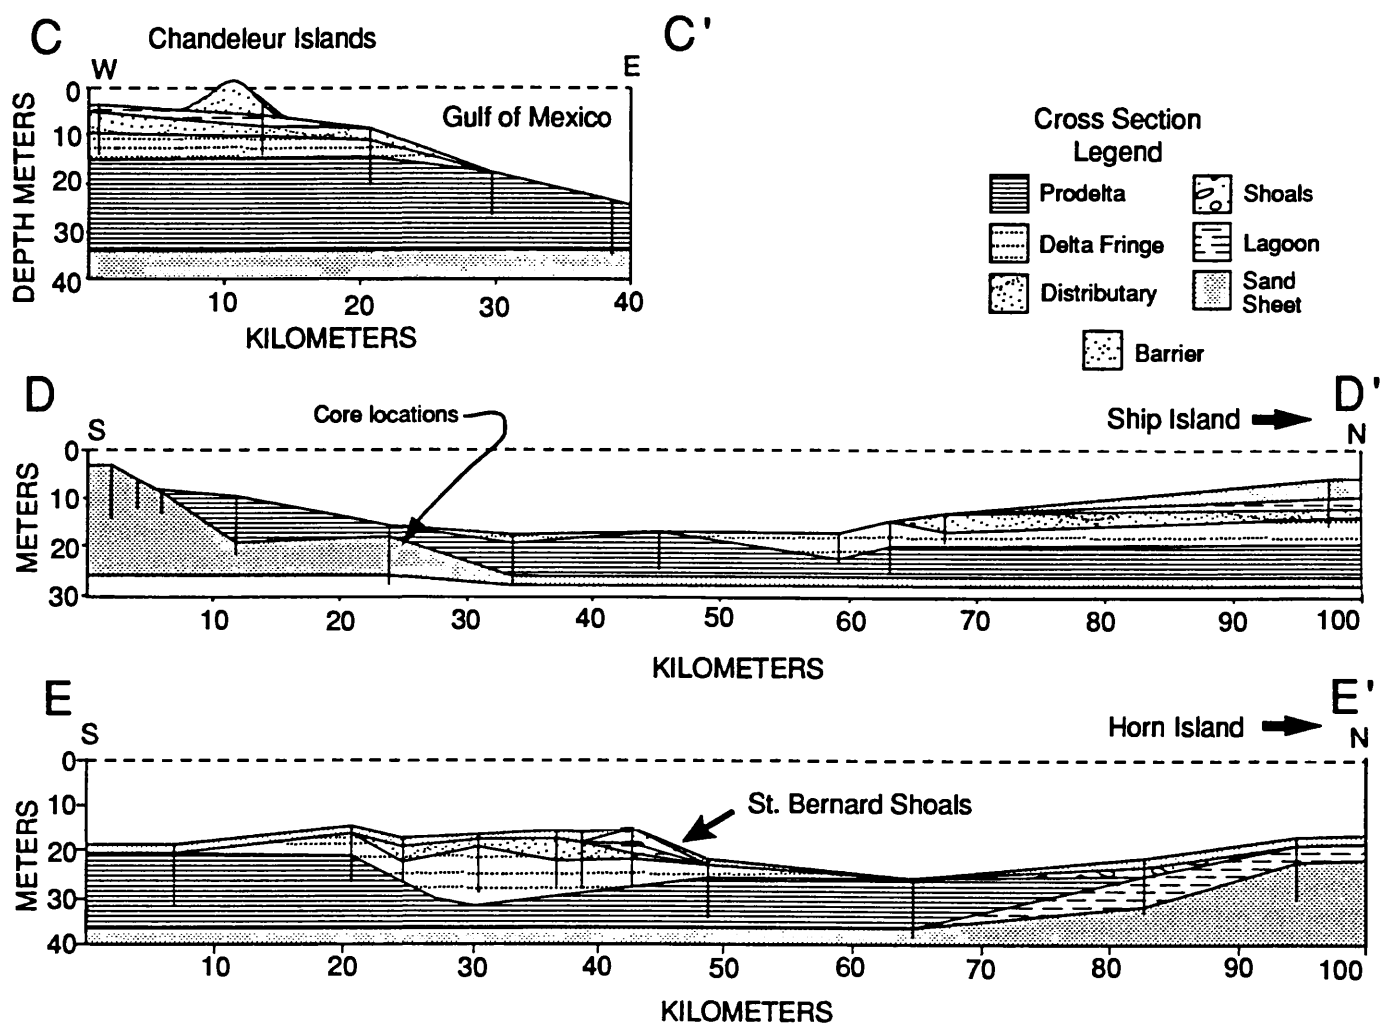 C Chandeleur Islands C'
W E
Gulf of Mexico
DEPTH METERS
0
10
20
30
40
10 20 30 40
KILOMETERS
Cross Section
Legend
Prodelta Shoals
Delta Fringe Lagoon
Distributary Sand
Sheet
Barrier
D D'
Core locations
Ship Island
S N
METERS
0
10
20
30
10 20 30 40 50 60 70 80 90 100
KILOMETERS
E E'
Horn Island
S N
St. Bernard Shoals
METERS
0
10
20
30
40
10 20 30 40 50 60 70 80 90 100
KILOMETERS